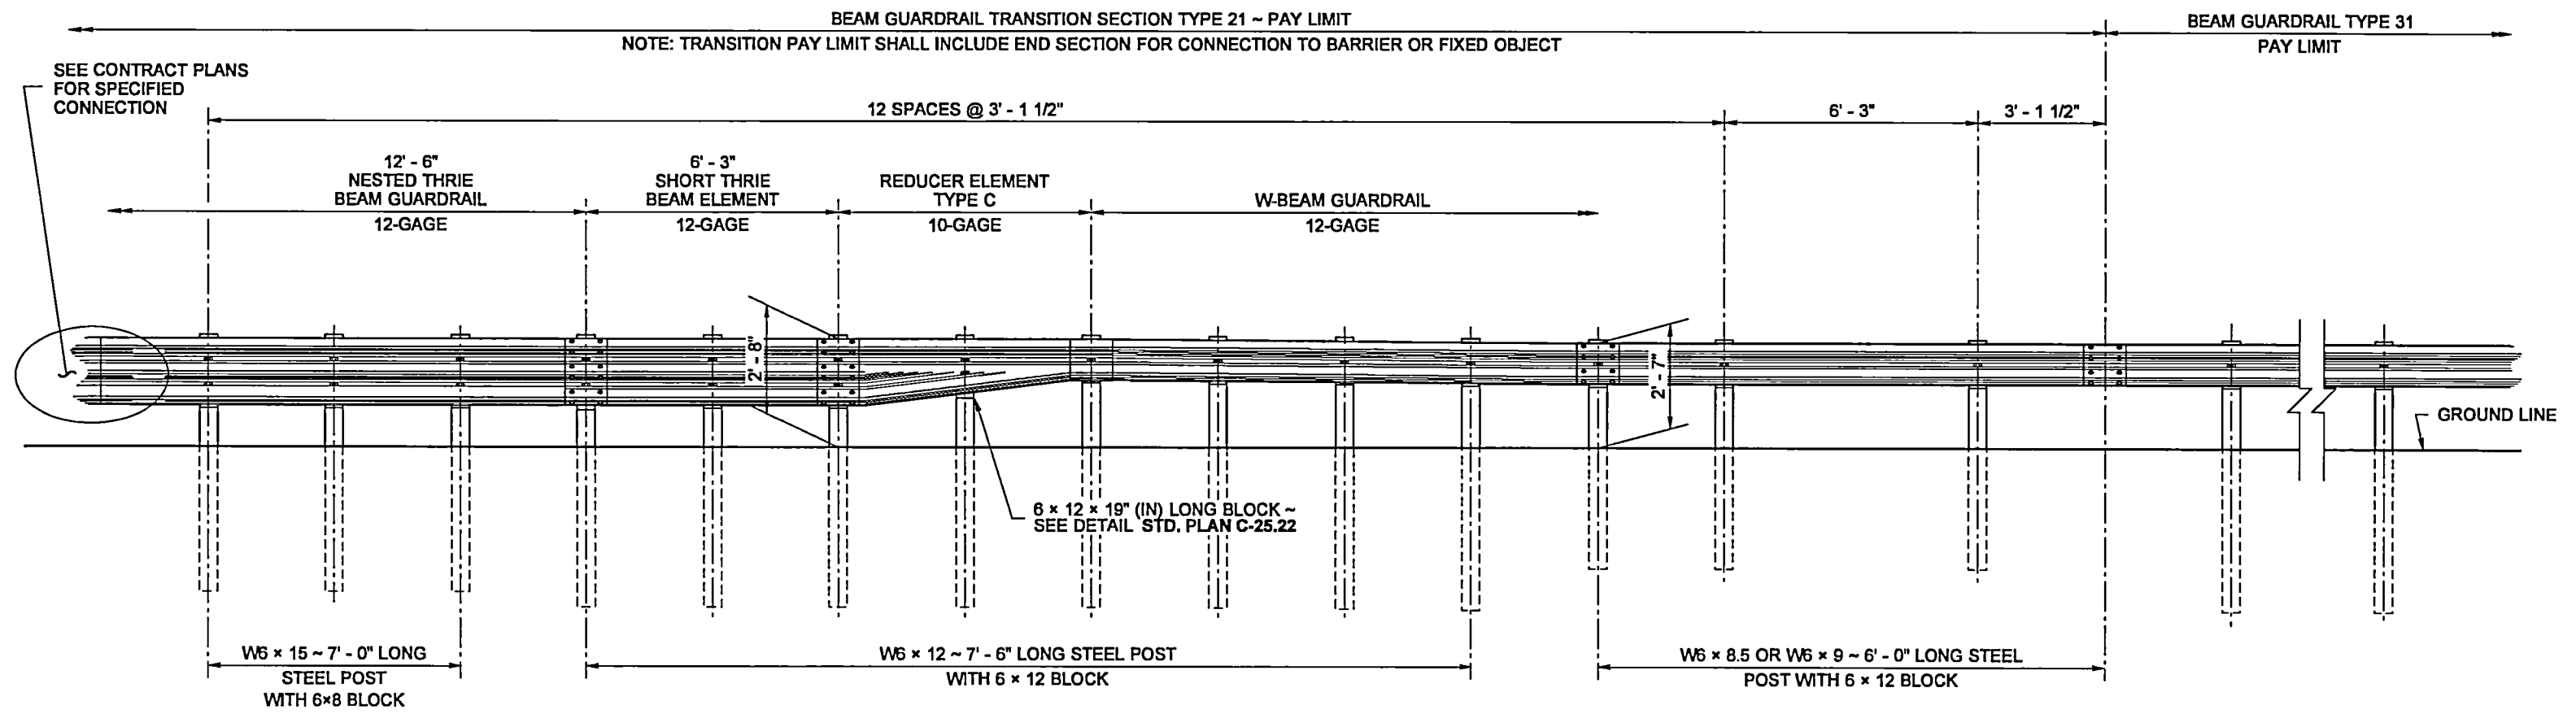 BEAM GUARDRAIL TRANSITION SECTION TYPE 21 ~ PAY LIMIT
NOTE: TRANSITION PAY LIMIT SHALL INCLUDE END SECTION FOR CONNECTION TO BARRIER OR FIXED OBJECT
BEAM GUARDRAIL TYPE 31
PAY LIMIT
SEE CONTRACT PLANS
FOR SPECIFIED
CONNECTION
12 SPACES @ 3' - 1 1/2"
6' - 3"
3' - 1 1/2"
12' - 6"
NESTED THRIE
BEAM GUARDRAIL
12-GAGE
6' - 3"
SHORT THRIE
BEAM ELEMENT
12-GAGE
REDUCER ELEMENT
TYPE C
10-GAGE
W-BEAM GUARDRAIL
12-GAGE
2' - 8"
2' - 7"
GROUND LINE
6 × 12 × 19" (IN) LONG BLOCK ~
SEE DETAIL STD. PLAN C-25.22
W6 × 15 ~ 7' - 0" LONG
STEEL POST
WITH 6×8 BLOCK
W6 × 12 ~ 7' - 6" LONG STEEL POST
WITH 6 × 12 BLOCK
W6 × 8.5 OR W6 × 9 ~ 6' - 0" LONG STEEL
POST WITH 6 × 12 BLOCK